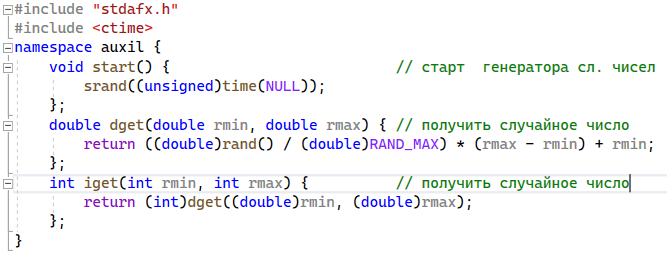 #include "stdafx.h"
#include <ctime>
namespace auxil {
    void start() {                          // старт  генератора сл. чисел
        srand((unsigned)time(NULL));
    };
    double dget(double rmin, double rmax) { // получить случайное число
        return ((double)rand() / (double)RAND_MAX) * (rmax - rmin) + rmin;
    };
    int iget(int rmin, int rmax) {          // получить случайное число
        return (int)dget((double)rmin, (double)rmax);
    };
}